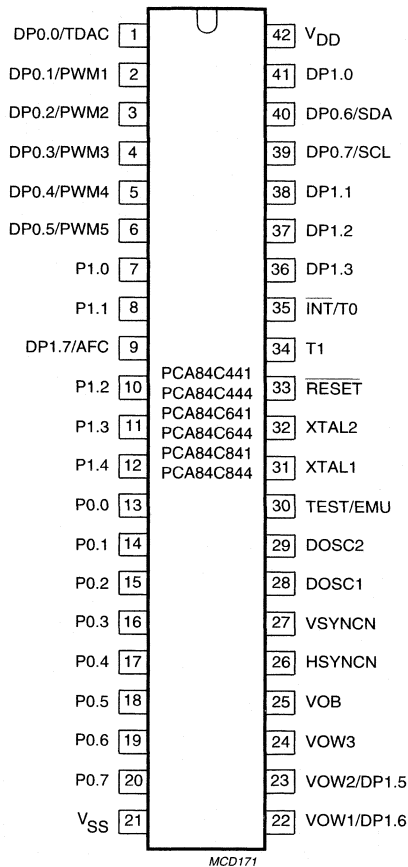 DP0.0/TDAC 1 42 VDD
DP0.1/PWM1 2 41 DP1.0
DP0.2/PWM2 3 40 DP0.6/SDA
DP0.3/PWM3 4 39 DP0.7/SCL
DP0.4/PWM4 5 38 DP1.1
DP0.5/PWM5 6 37 DP1.2
P1.0 7 36 DP1.3
P1.1 8 35 I̅N̅T̅/T0
DP1.7/AFC 9 34 T1
PCA84C441
P1.2 10 33 R̅E̅S̅E̅T̅
PCA84C444
PCA84C641
P1.3 11 32 XTAL2
PCA84C644
PCA84C841
P1.4 12 31 XTAL1
PCA84C844
P0.0 13 30 TEST/EMU
P0.1 14 29 DOSC2
P0.2 15 28 DOSC1
P0.3 16 27 VSYNCN
P0.4 17 26 HSYNCN
P0.5 18 25 VOB
P0.6 19 24 VOW3
P0.7 20 23 VOW2/DP1.5
VSS 21 22 VOW1/DP1.6
MCD171